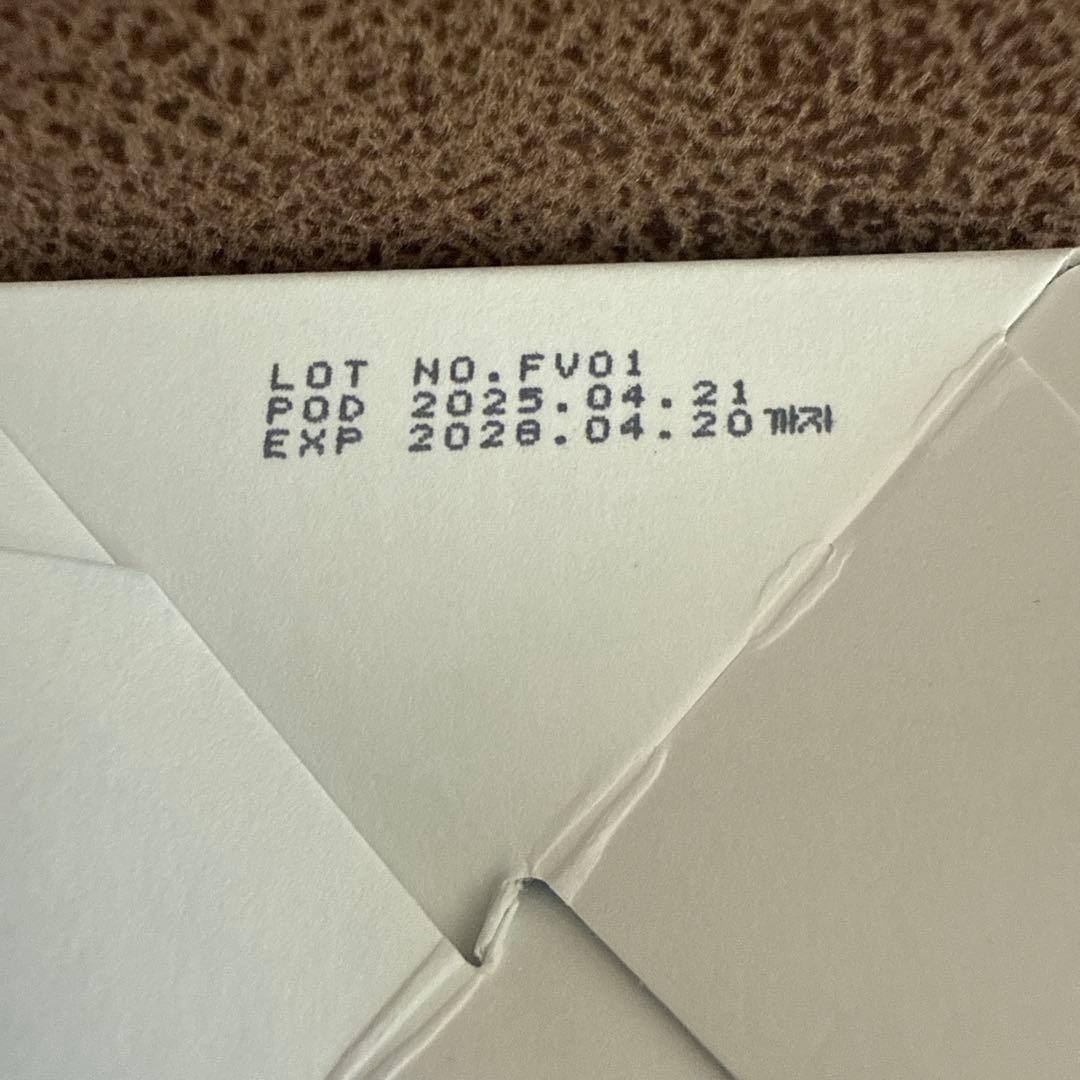 LOT NO.FV01
POD 2025.04.21
EXP 2028.04.20까지